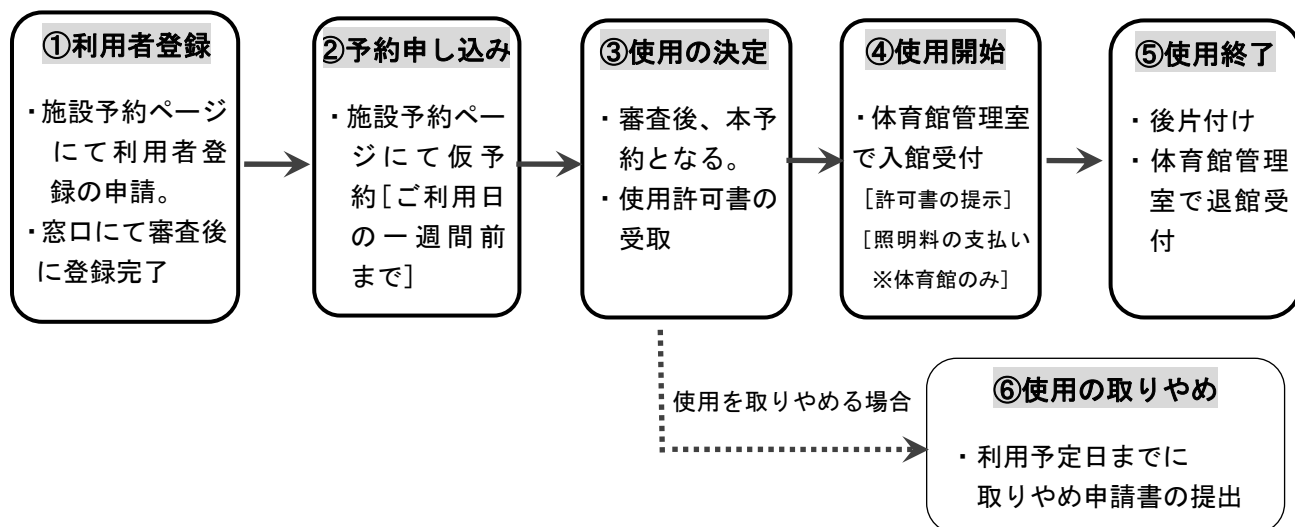 ①利用者登録
・施設予約ページ
にて利用者登
録の申請。
・窓口にて審査後
に登録完了
②予約申し込み
・施設予約ペー
ジにて仮予
約[ご利用日
の一週間前
まで]
③使用の決定
・審査後、本予
約となる。
・使用許可書の
受取
④使用開始
・体育館管理室
で入館受付
[許可書の提示]
[照明料の支払い
※体育館のみ]
⑤使用終了
・後片付け
・体育館管理
室で退館受
付
使用を取りやめる場合
⑥使用の取りやめ
・利用予定日までに
取りやめ申請書の提出